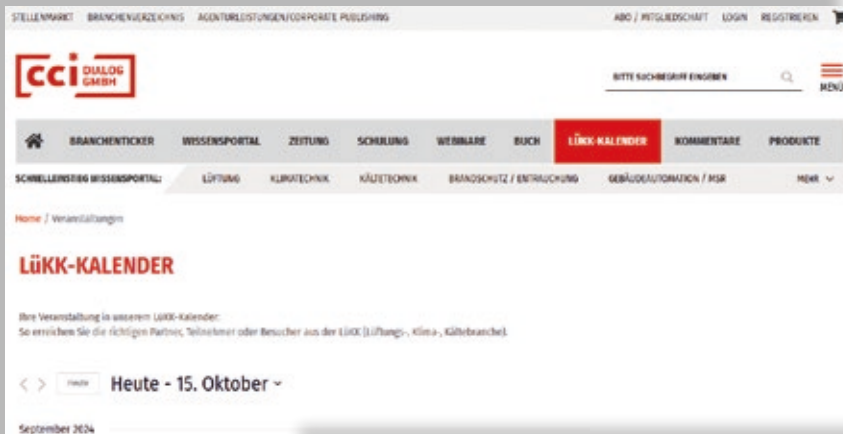 STELLENMARKT BRANCHENVERZEICHNIS AGENTURLEISTUNGEN/CORPORATE PUBLISHING ABO / MITGLIEDSCHAFT LOGIN REGISTRIEREN
cci DIALOG GMBH
BITTE SUCHBEGRIFF EINGEBEN
MENÜ
BRANCHENTICKER WISSENSPORTAL ZEITUNG SCHULUNG WEBINARE BUCH LÜKK-KALENDER KOMMENTARE PRODUKTE
SCHNELLEINSTIEG WISSENSPORTAL: LÜFTUNG KLIMATECHNIK KÄLTETECHNIK BRANDSCHUTZ / ENTRAUCHUNG GEBÄUDEAUTOMATION / MSR MEHR
Home / Veranstaltungen
LüKK-KALENDER
Ihre Veranstaltung in unserem LüKK-Kalender:
So erreichen Sie die richtigen Partner, Teilnehmer oder Besucher aus der LüKK (Lüftungs-, Klima-, Kältebranche).
Heute Heute - 15. Oktober
September 2024